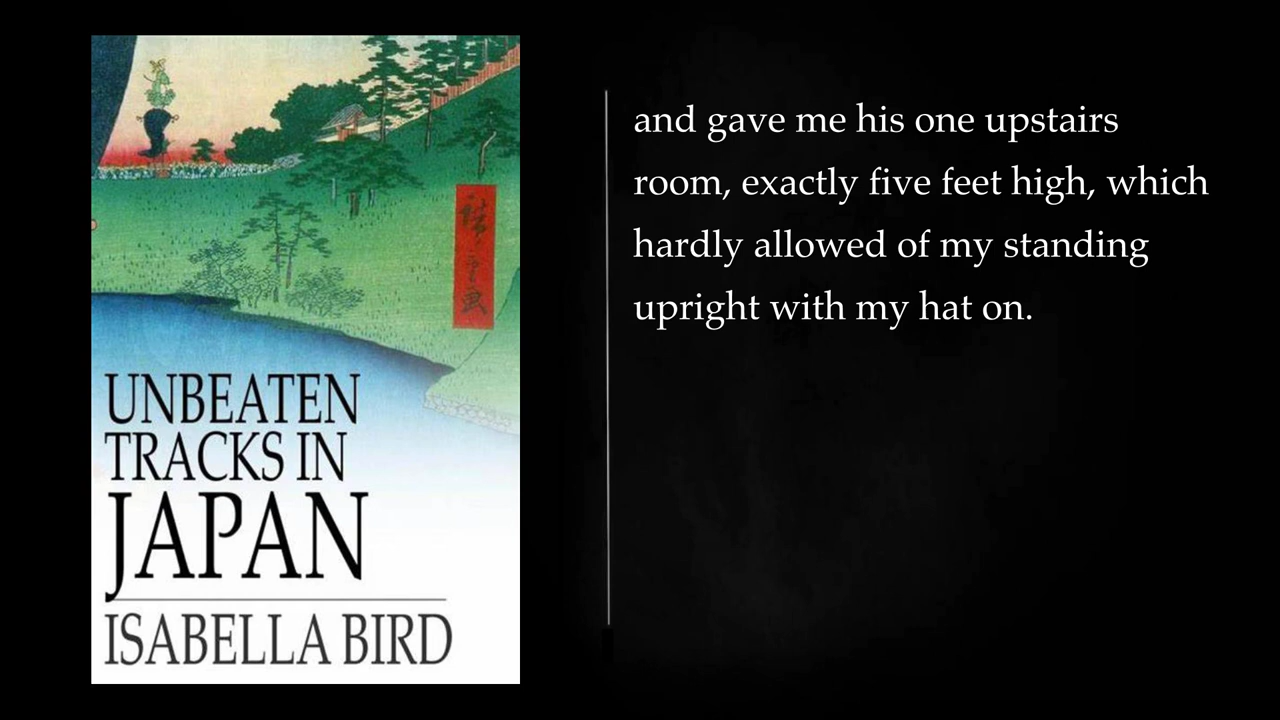 UNBEATEN
TRACKS IN
JAPAN
ISABELLA BIRD
and gave me his one upstairs
room, exactly five feet high, which
hardly allowed of my standing
upright with my hat on.